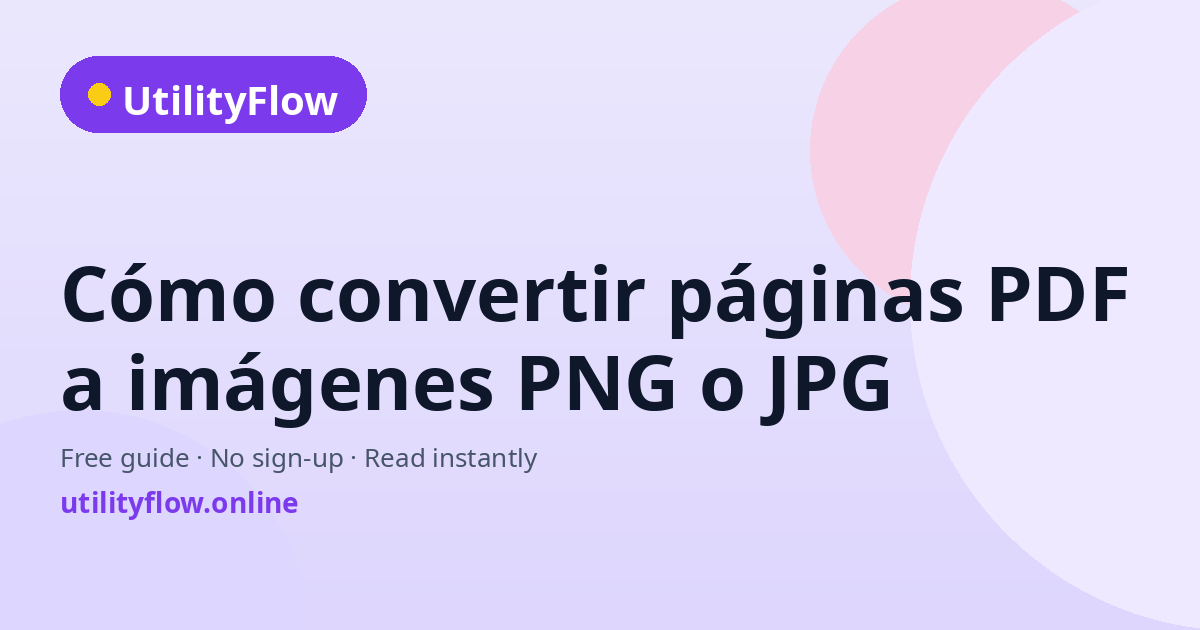 UtilityFlow
Cómo convertir páginas PDF
a imágenes PNG o JPG
Free guide · No sign-up · Read instantly
utilityflow.online